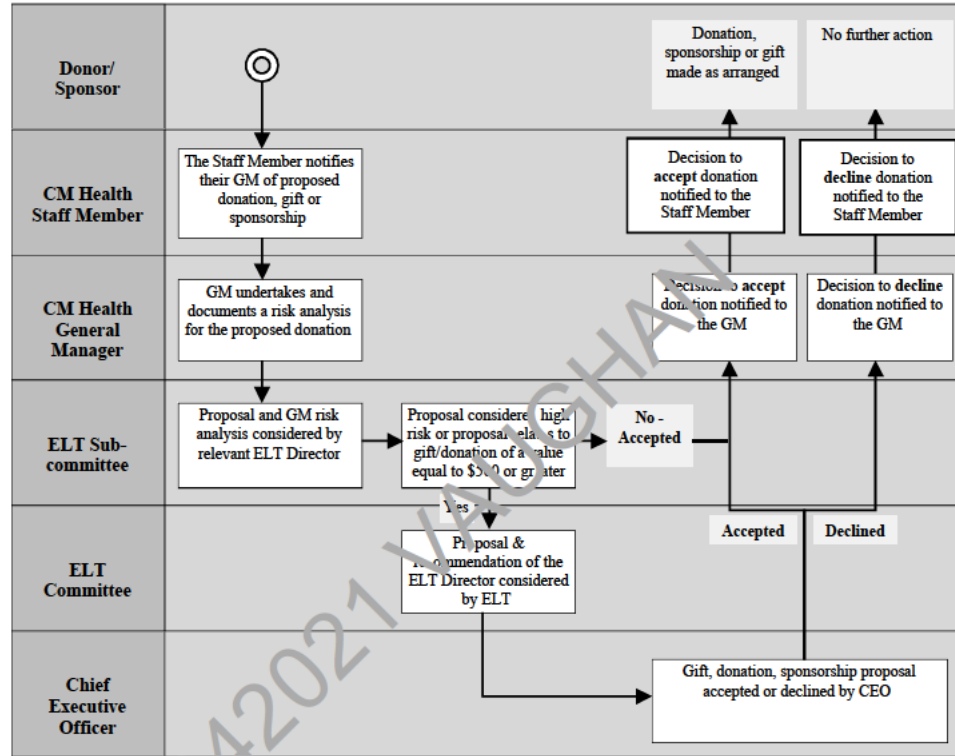 Donor/
Sponsor
Donation,
sponsorship or gift
made as arranged
No further action
CM Health
Staff Member
The Staff Member notifies
their GM of proposed
donation, gift or
sponsorship
Decision to
accept donation
notified to the
Staff Member
Decision to
decline donation
notified to the
Staff Member
CM Health
General
Manager
GM undertakes and
documents a risk analysis
for the proposed donation
Decision to accept
donation notified to
the GM
Decision to decline
donation notified to
the GM
ELT Sub-
committee
Proposal and GM risk
analysis considered by
relevant ELT Director
Proposal considered high
risk or proposal relates to
gift/donation of a value
equal to $500 or greater
No -
Accepted
Yes
Accepted
Declined
ELT
Committee
Proposal &
recommendation of the
ELT Director considered
by ELT
Chief
Executive
Officer
Gift, donation, sponsorship proposal
accepted or declined by CEO
42021 VAUGHAN